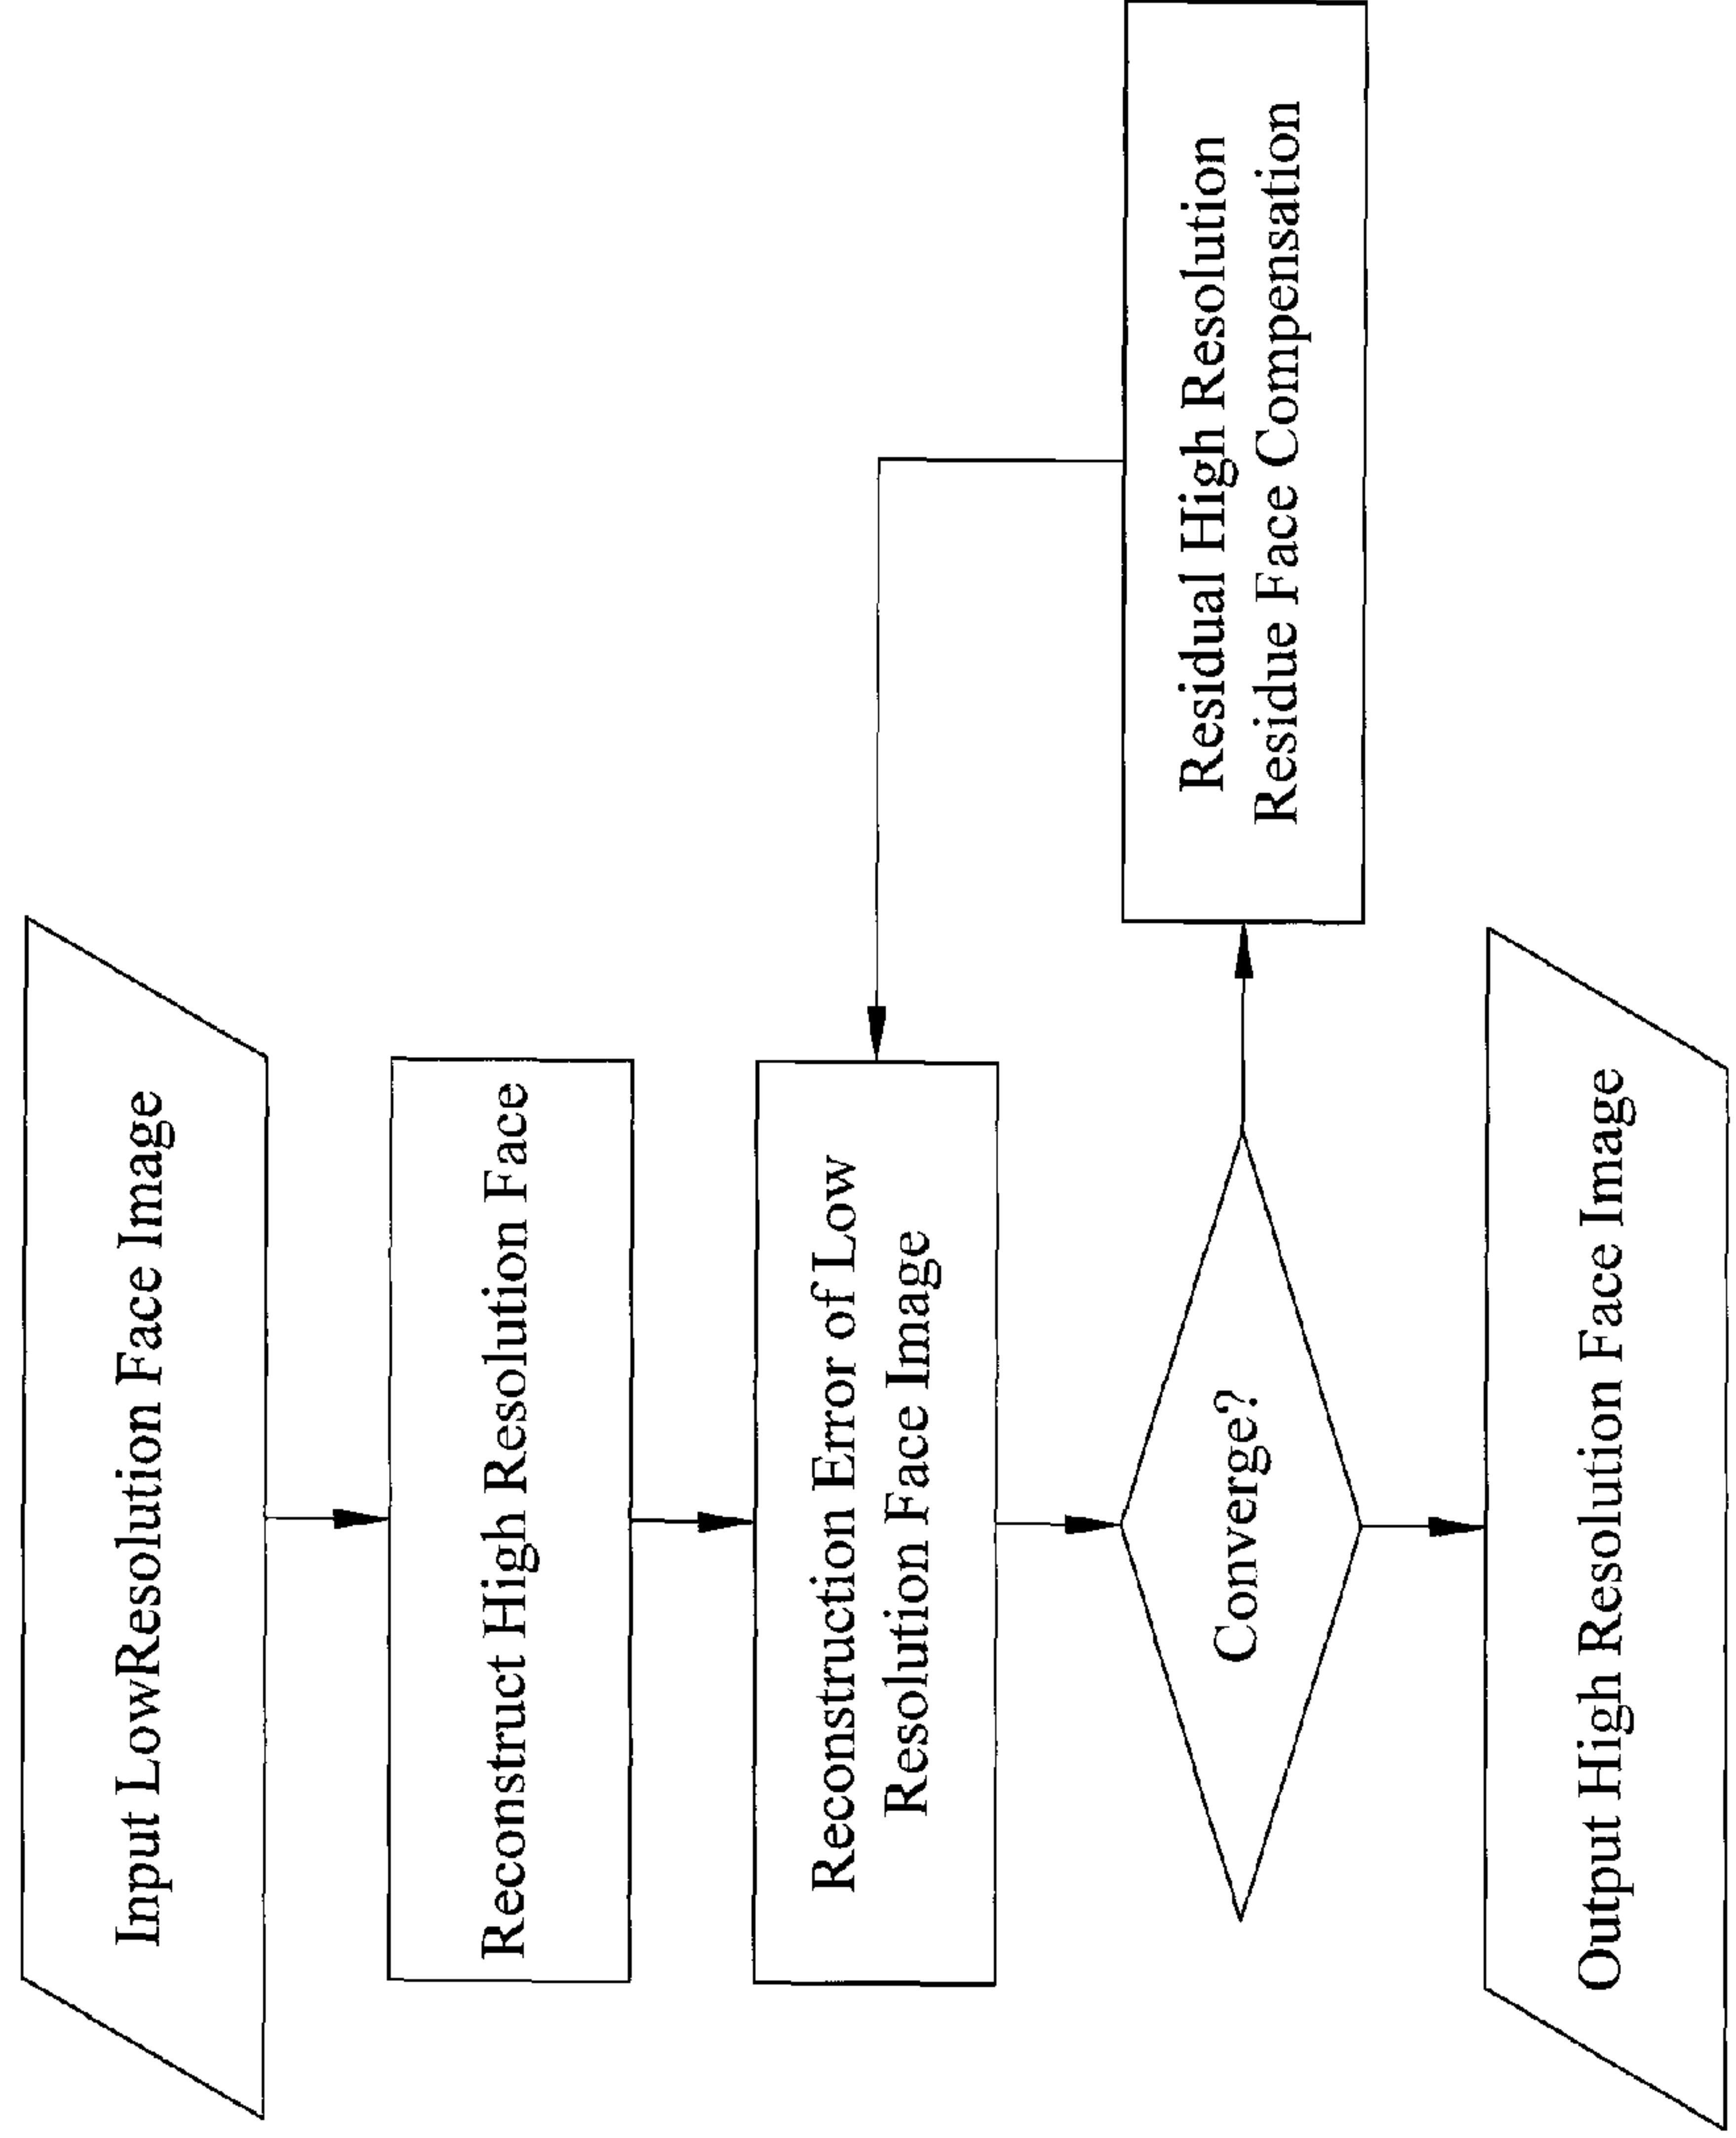 Input LowResolution Face Image
Reconstruct High Resolution Face
Reconstruction Error of Low
Resolution Face Image
Converge?
Residual High Resolution
Residue Face Compensation
Output High Resolution Face Image